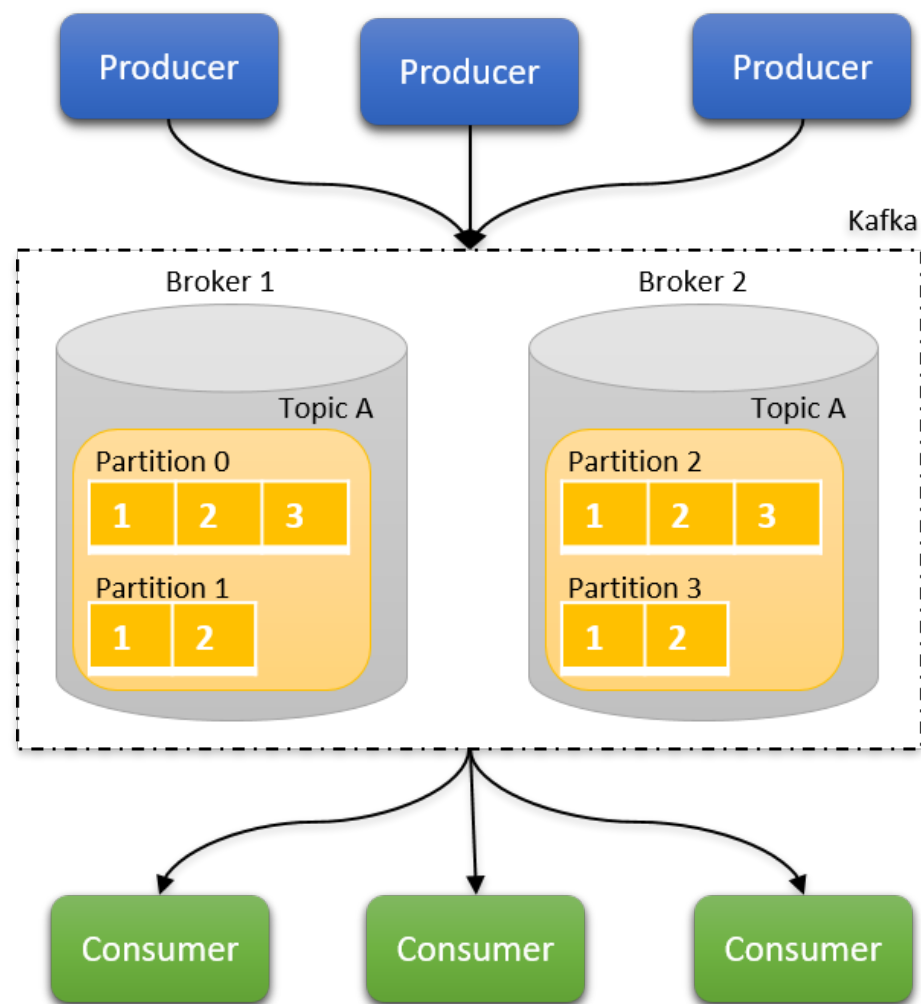 Producer
Producer
Producer
Kafka
Broker 1
Broker 2
Topic A
Topic A
Partition 0
1 2 3
Partition 2
1 2 3
Partition 1
1 2
Partition 3
1 2
Consumer
Consumer
Consumer